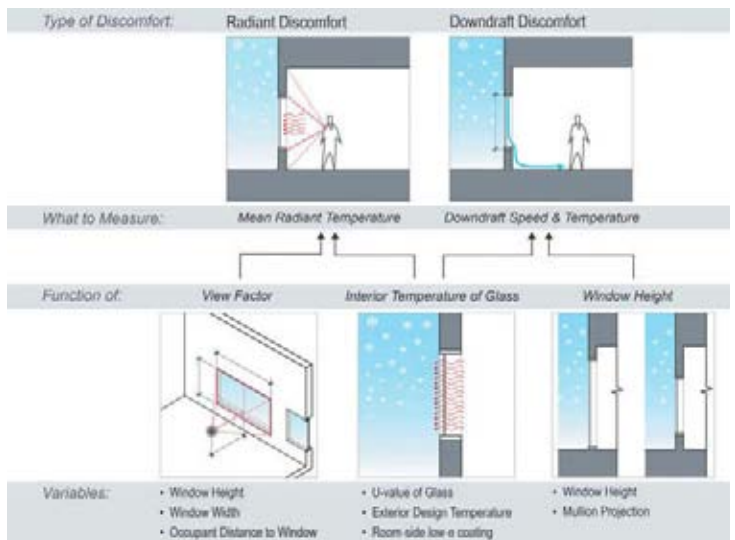 Type of Discomfort: Radiant Discomfort Downdraft Discomfort
What to Measure: Mean Radiant Temperature Downdraft Speed & Temperature
Function of: View Factor Interior Temperature of Glass Window Height
Variables:
• Window Height
• Window Width
• Occupant Distance to Window
• U-value of Glass
• Exterior Design Temperature
• Room-side low-e coating
• Window Height
• Mullion Projection